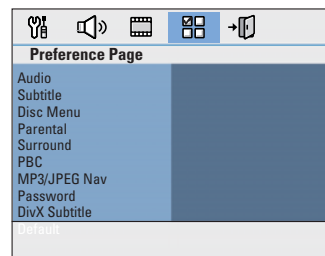 Preference Page
Audio
Subtitle
Disc Menu
Parental
Surround
PBC
MP3/JPEG Nav
Password
DivX Subtitle
Default